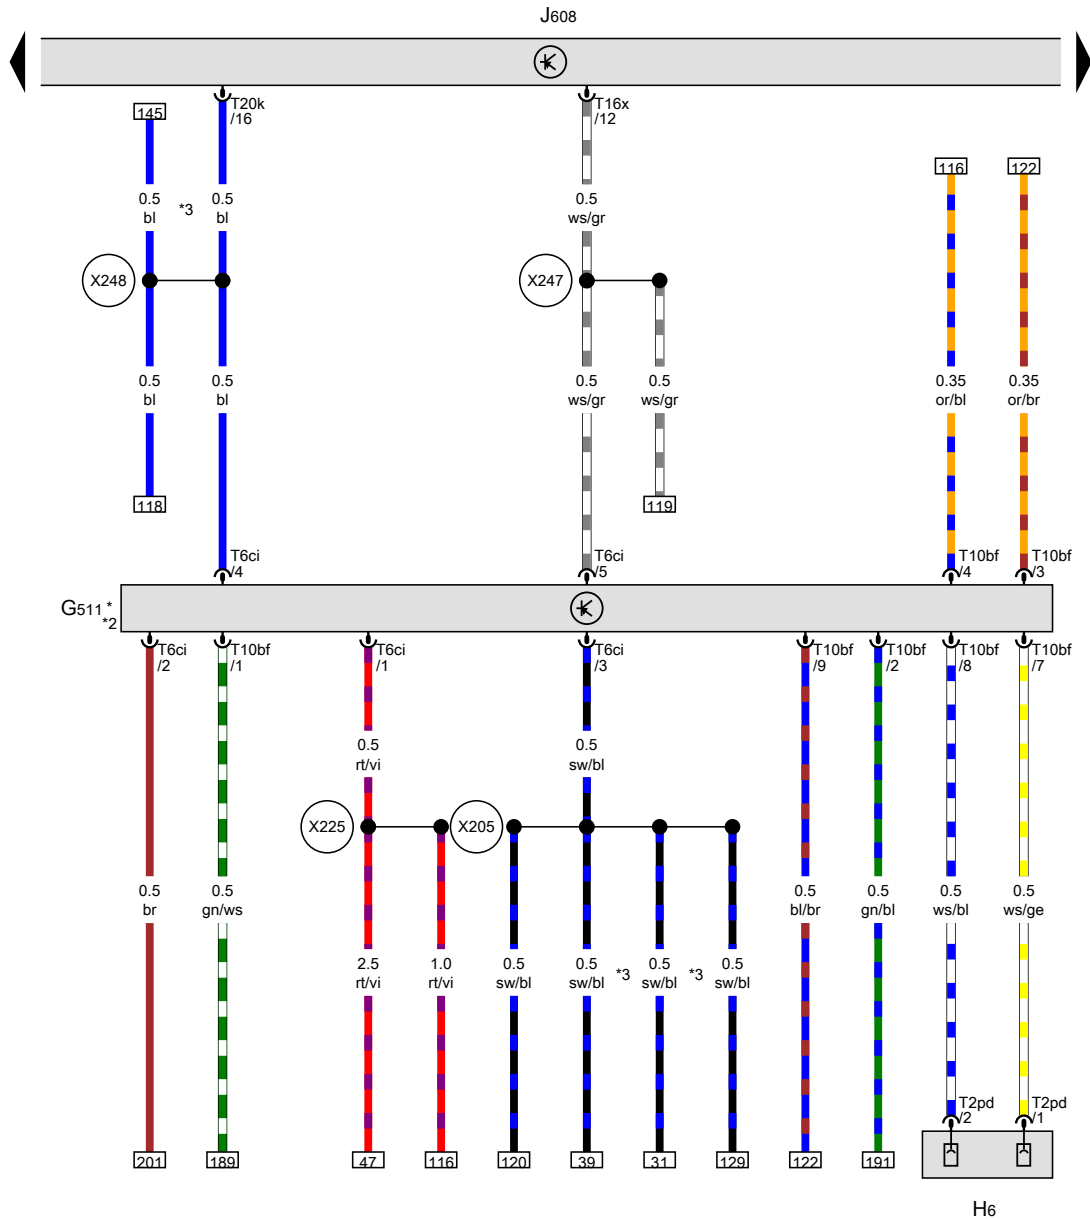 J608
T20k
/16
T16x
/12
145
116
122
0.5
bl
*3
0.5
bl
0.5
ws/gr
X248
X247
0.5
bl
0.5
bl
0.5
ws/gr
0.5
ws/gr
0.35
or/bl
0.35
or/br
118
119
T6ci
/4
T6ci
/5
T10bf
/4
T10bf
/3
G511 *
*2
T6ci
/2
T10bf
/1
T6ci
/1
T6ci
/3
T10bf
/9
T10bf
/2
T10bf
/8
T10bf
/7
0.5
rt/vi
0.5
sw/bl
X225
X205
0.5
br
0.5
gn/ws
0.5
bl/br
0.5
gn/bl
0.5
ws/bl
0.5
ws/ge
2.5
rt/vi
1.0
rt/vi
0.5
sw/bl
0.5
sw/bl
*3
0.5
sw/bl
*3
0.5
sw/bl
T2pd
/2
T2pd
/1
201
189
47
116
120
39
31
129
122
191
H6